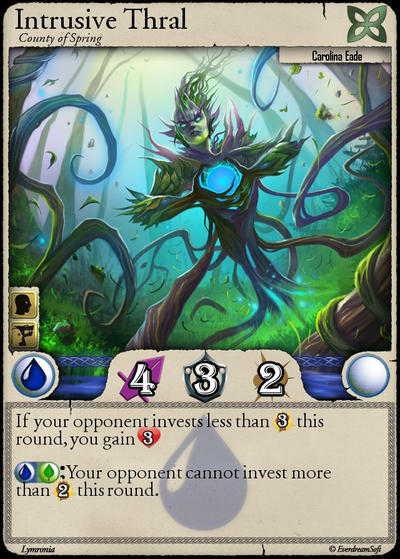 Intrusive Thral
County of Spring
Carolina Eade
4 3 2
If your opponent invests less than 3 this
round, you gain 3
:Your opponent cannot invest more
than 2 this round.
Lymronia © EverdreamSoft